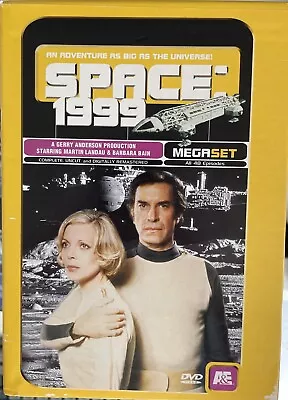 AN ADVENTURE AS BIG AS THE UNIVERSE!
SPACE:
1999
A GERRY ANDERSON PRODUCTION
STARRING MARTIN LANDAU & BARBARA BAIN
MEGASET
COMPLETE, UNCUT and DIGITALLY REMASTERED
All 48 Episodes
DVD
VIDEO
A&E